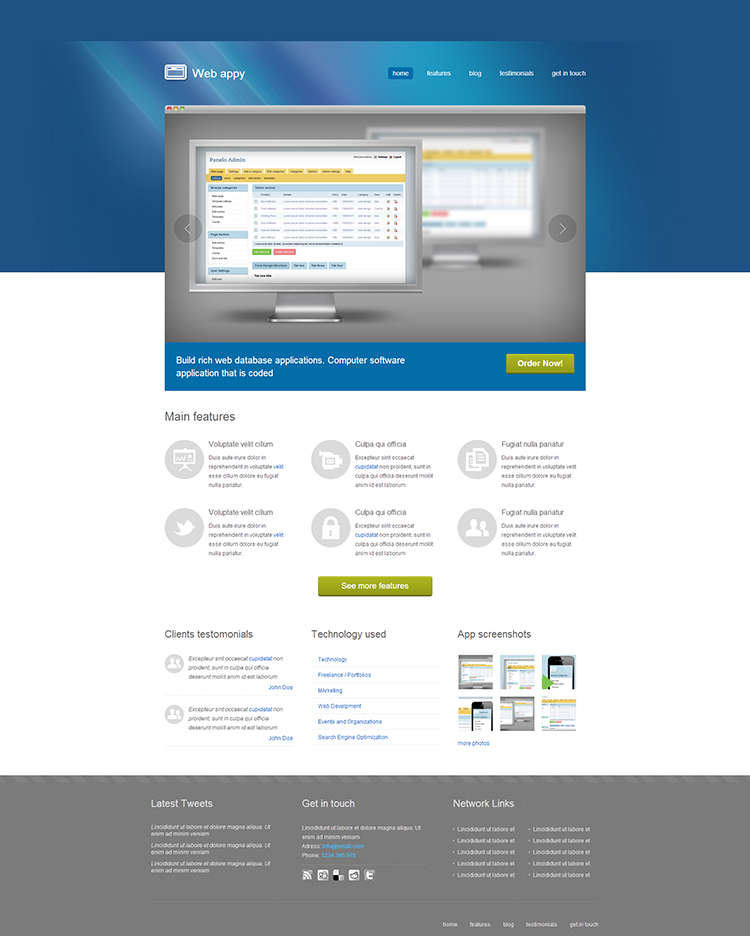 Web appy
home features blog testimonials get in touch
Panelo Admin
Build rich web database applications. Computer software
application that is coded
Order Now!
Main features
Voluptate velit cillum
Duis aute irure dolor in
reprehenderit in voluptate velit
esse cillum dolore eu fugiat
nulla pariatur.
Culpa qui officia
Excepteur sint occaecat
cupidatat non proident, sunt in
culpa qui officia deserunt mollit
anim id est laborum
Fugiat nulla pariatur
Duis aute irure dolor in
reprehenderit in voluptate velit
esse cillum dolore eu fugiat
nulla pariatur.
Voluptate velit cillum
Duis aute irure dolor in
reprehenderit in voluptate velit
esse cillum dolore eu fugiat
nulla pariatur.
Culpa qui officia
Excepteur sint occaecat
cupidatat non proident, sunt in
culpa qui officia deserunt mollit
anim id est laborum
Fugiat nulla pariatur
Duis aute irure dolor in
reprehenderit in voluptate velit
esse cillum dolore eu fugiat
nulla pariatur.
See more features
Clients testomonials
Excepteur sint occaecat cupidatat non
proident, sunt in culpa qui officia
deserunt mollit anim id est laborum
John Doe
Excepteur sint occaecat cupidatat non
proident, sunt in culpa qui officia
deserunt mollit anim id est laborum
John Doe
Technology used
Technology
Freelance / Portfolios
MArketing
Web Develpment
Events and Organizations
Search Engine Optimization
App screenshots
more photos
Latest Tweets
Lincididunt ut labore et dolore magna aliqua. Ut
enim ad minim veniam
Lincididunt ut labore et dolore magna aliqua. Ut
enim ad minim veniam
Lincididunt ut labore et dolore magna aliqua. Ut
enim ad minim veniam
Get in touch
Lincididunt ut labore et dolore magna aliqua. Ut
enim ad minim veniam
Adress: info@email.com
Phone: 1234 345 918
Network Links
Lincididunt ut labore et
Lincididunt ut labore et
Lincididunt ut labore et
Lincididunt ut labore et
Lincididunt ut labore et
Lincididunt ut labore et
Lincididunt ut labore et
Lincididunt ut labore et
Lincididunt ut labore et
Lincididunt ut labore et
home features blog testimonials get in touch